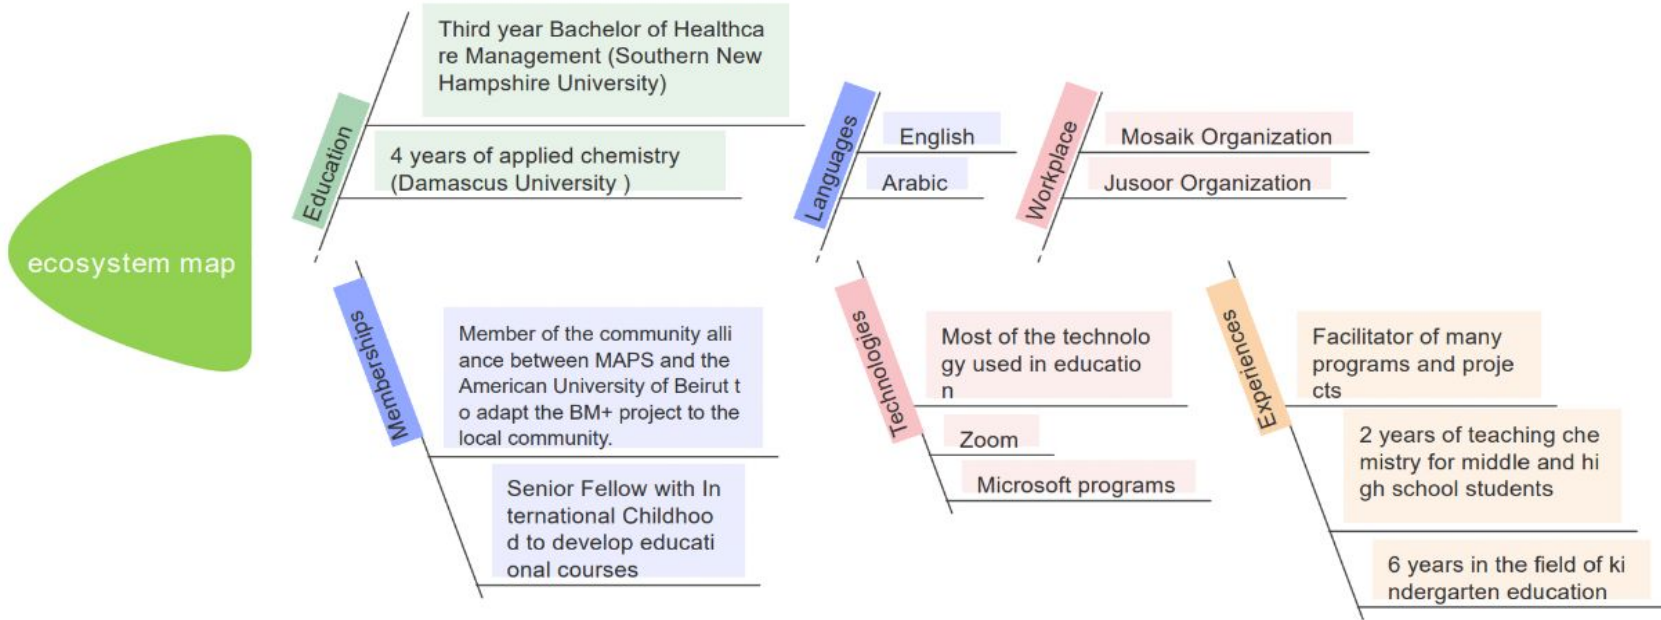 ecosystem map
Education
Third year Bachelor of Healthca
re Management (Southern New
Hampshire University)
4 years of applied chemistry
(Damascus University )
Languages
English
Arabic
Workplace
Mosaik Organization
Jusoor Organization
Memberships
Member of the community alli
ance between MAPS and the
American University of Beirut t
o adapt the BM+ project to the
local community.
Senior Fellow with In
ternational Childhoo
d to develop educati
onal courses
Technologies
Most of the technolo
gy used in educatio
n
Zoom
Microsoft programs
Experiences
Facilitator of many
programs and proje
cts
2 years of teaching che
mistry for middle and hi
gh school students
6 years in the field of ki
ndergarten education